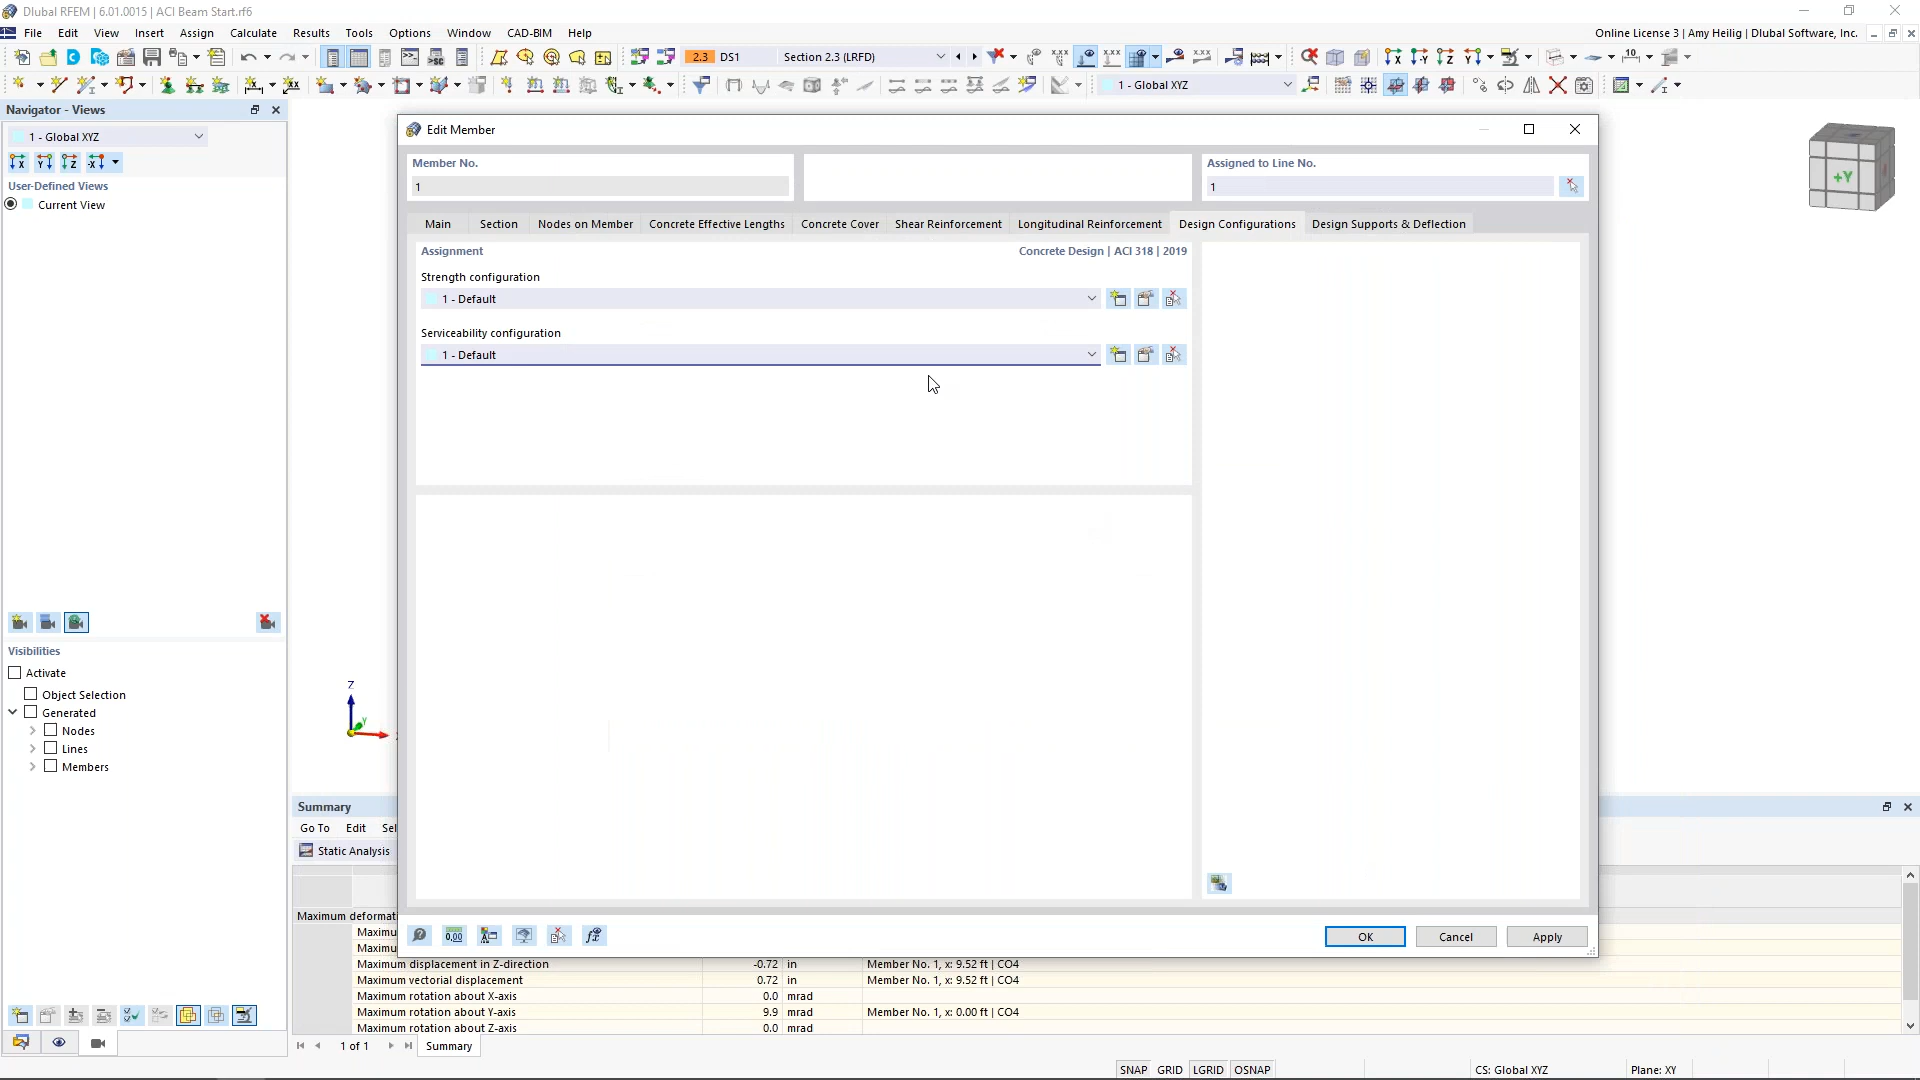 Dlubal RFEM | 6.01.0015 | ACI Beam Start.rf6
File Edit View Insert Assign Calculate Results Tools Options Window CAD-BIM Help
Online License 3 | Amy Heilig | Dlubal Software, Inc.
2.3 DS1 Section 2.3 (LRFD)
1 - Global XYZ
Navigator - Views
1 - Global XYZ
User-Defined Views
Current View
Visibilities
Activate
Object Selection
Generated
Nodes
Lines
Members
Z
Y
+Y
Edit Member
Member No.
1
Assigned to Line No.
1
Main Section Nodes on Member Concrete Effective Lengths Concrete Cover Shear Reinforcement Longitudinal Reinforcement Design Configurations Design Supports & Deflection
Assignment
Concrete Design | ACI 318 | 2019
Strength configuration
1 - Default
Serviceability configuration
1 - Default
OK Cancel Apply
Summary
Go To Edit Sel
Static Analysis
Maximum deformati
Maximu
Maximu
Maximum displacement in Z-direction -0.72 in Member No. 1, x: 9.52 ft | CO4
Maximum vectorial displacement 0.72 in Member No. 1, x: 9.52 ft | CO4
Maximum rotation about X-axis 0.0 mrad
Maximum rotation about Y-axis 9.9 mrad Member No. 1, x: 0.00 ft | CO4
Maximum rotation about Z-axis 0.0 mrad
1 of 1 Summary
SNAP GRID LGRID OSNAP
CS: Global XYZ
Plane: XY